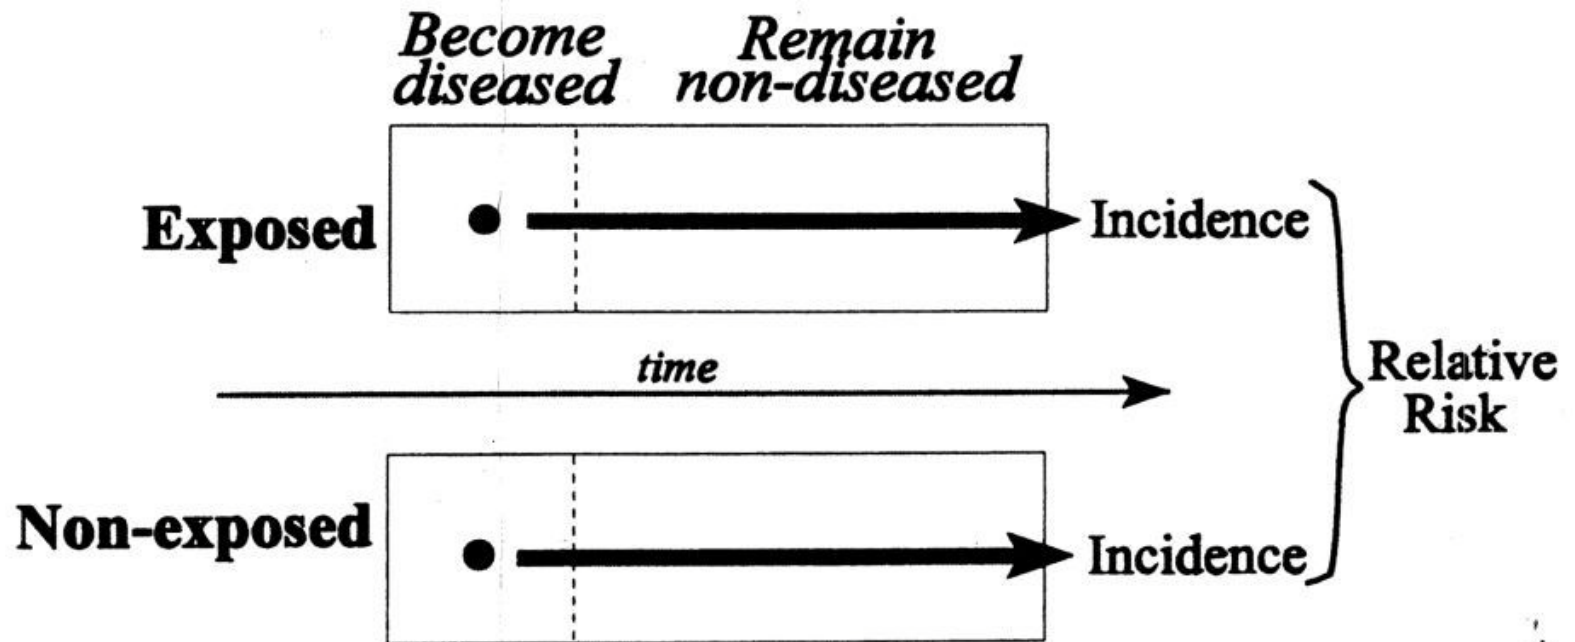 Become
diseased
Remain
non-diseased
Exposed
Incidence
time
Relative
Risk
Non-exposed
Incidence